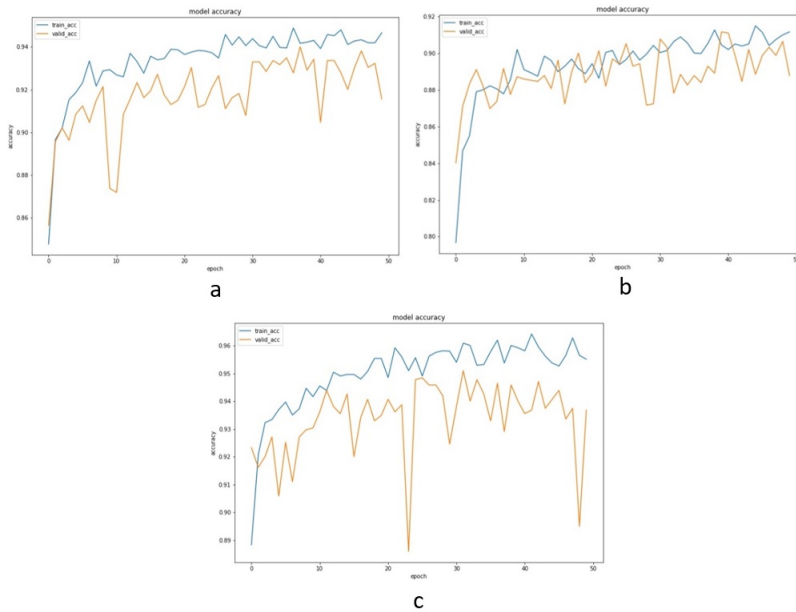 model accuracy
train_acc
valid_acc
0.94
0.92
0.90
0.88
0.86
accuracy
0 10 20 30 40 50
epoch
a
model accuracy
train_acc
valid_acc
0.92
0.90
0.88
0.86
0.84
0.82
0.80
accuracy
0 10 20 30 40
epoch
b
model accuracy
train_acc
valid_acc
0.96
0.95
0.94
0.93
0.92
0.91
0.90
0.89
accuracy
0 10 20 30 40 50
epoch
c